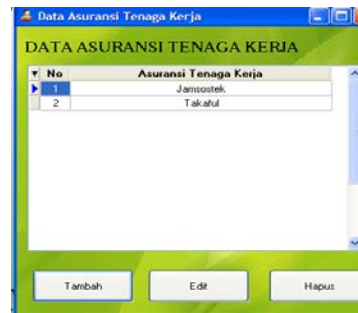 Data Asuransi Tenaga Kerja
DATA ASURANSI TENAGA KERJA
No Asuransi Tenaga Kerja
1 Jamsostek
2 Takaful
Tambah Edit Hapus